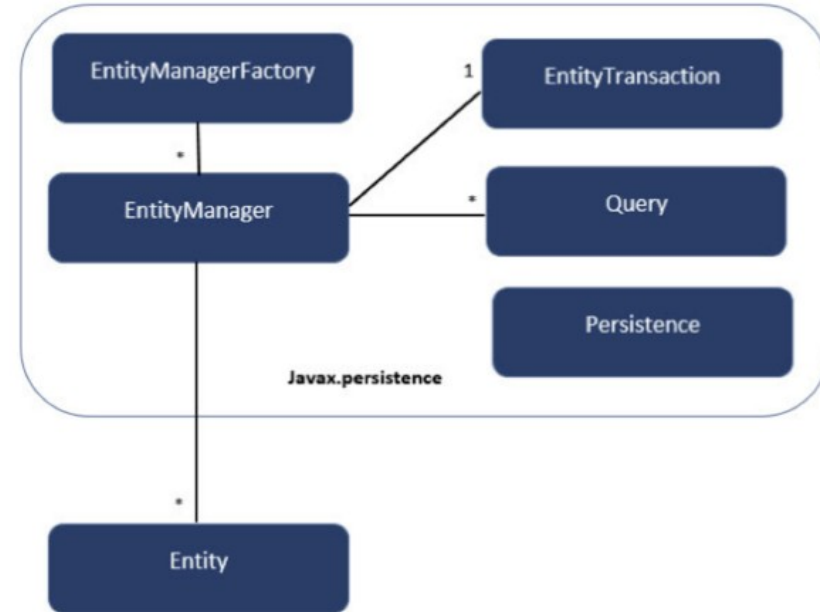 EntityManagerFactory
1
EntityTransaction
*
EntityManager
*
Query
Persistence
Javax.persistence
*
Entity